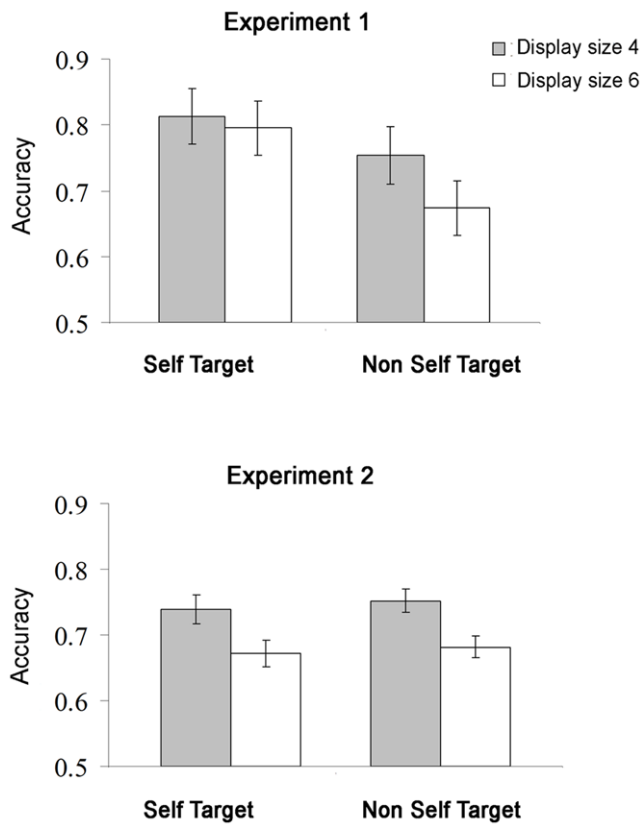 Experiment 1
Display size 4
Display size 6
Accuracy
0.9
0.8
0.7
0.6
0.5
Self Target
Non Self Target
Experiment 2
Accuracy
0.9
0.8
0.7
0.6
0.5
Self Target
Non Self Target